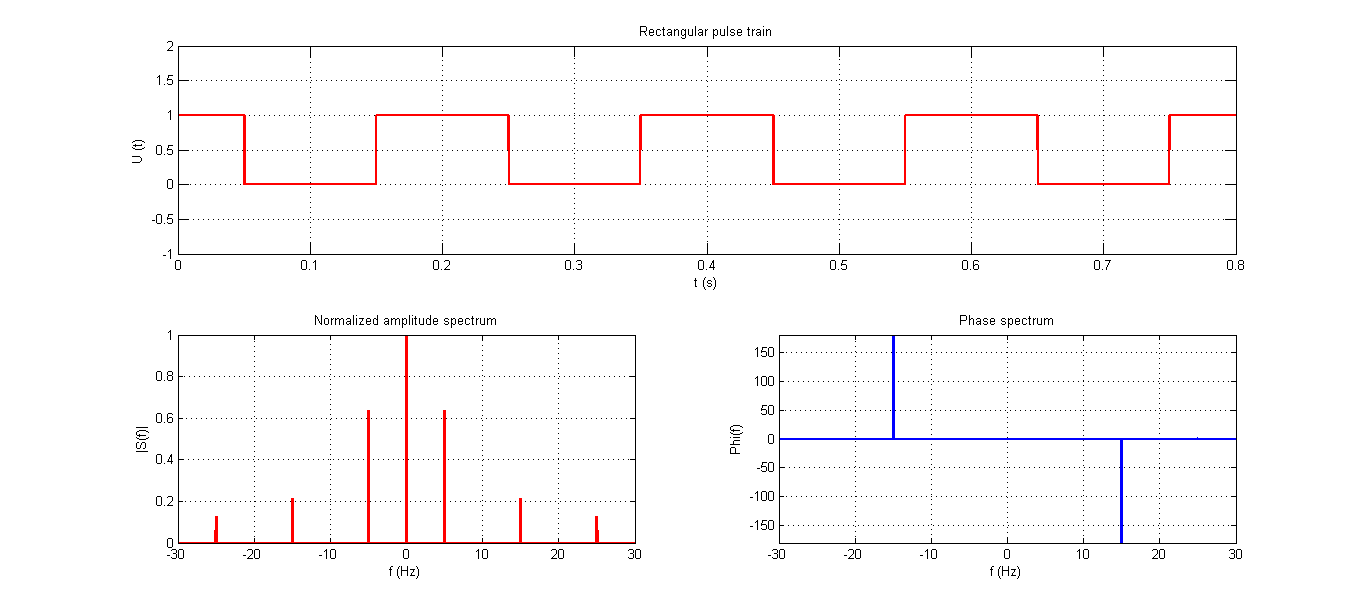 Rectangular pulse train
2
1.5
1
0.5
0
-0.5
-1
U (t)
0 0.1 0.2 0.3 0.4 0.5 0.6 0.7 0.8
t (s)
Normalized amplitude spectrum
1
0.8
0.6
0.4
0.2
0
|S(f)|
-30 -20 -10 0 10 20 30
f (Hz)
Phase spectrum
150
100
50
0
-50
-100
-150
Phi(f)
-30 -20 -10 0 10 20 30
f (Hz)